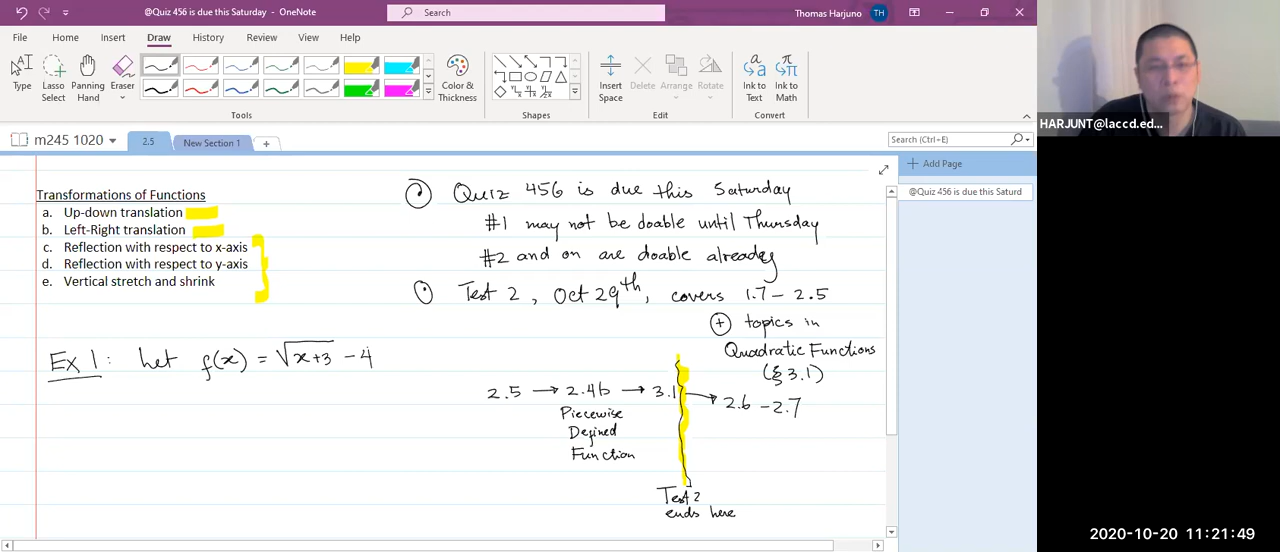 @Quiz 456 is due this Saturday - OneNote
Search
Thomas Harjuno
TH
File
Home
Insert
Draw
History
Review
View
Help
Type
Lasso Select
Panning Hand
Eraser
Color & Thickness
Insert Space
Delete
Arrange
Rotate
Ink to Text
Ink to Math
Tools
Shapes
Edit
Convert
m245 1020
2.5
New Section 1
Search (Ctrl+E)
Add Page
@Quiz 456 is due this Saturd
Transformations of Functions
a. Up-down translation
b. Left-Right translation
c. Reflection with respect to x-axis
d. Reflection with respect to y-axis
e. Vertical stretch and shrink
Quiz 456 is due this Saturday
#1 may not be doable until Thursday
#2 and on are doable already
Test 2, Oct 29th, covers 1.7 - 2.5
+ topics in
Quadratic Functions
(§ 3.1)
Ex 1: Let f(x) = √x+3 - 4
2.5 → 2.4b → 3.1 → 2.6 - 2.7
Piecewise
Defined
Function
Test 2
ends here
HARJUNT@laccd.ed...
2020-10-20 11:21:49